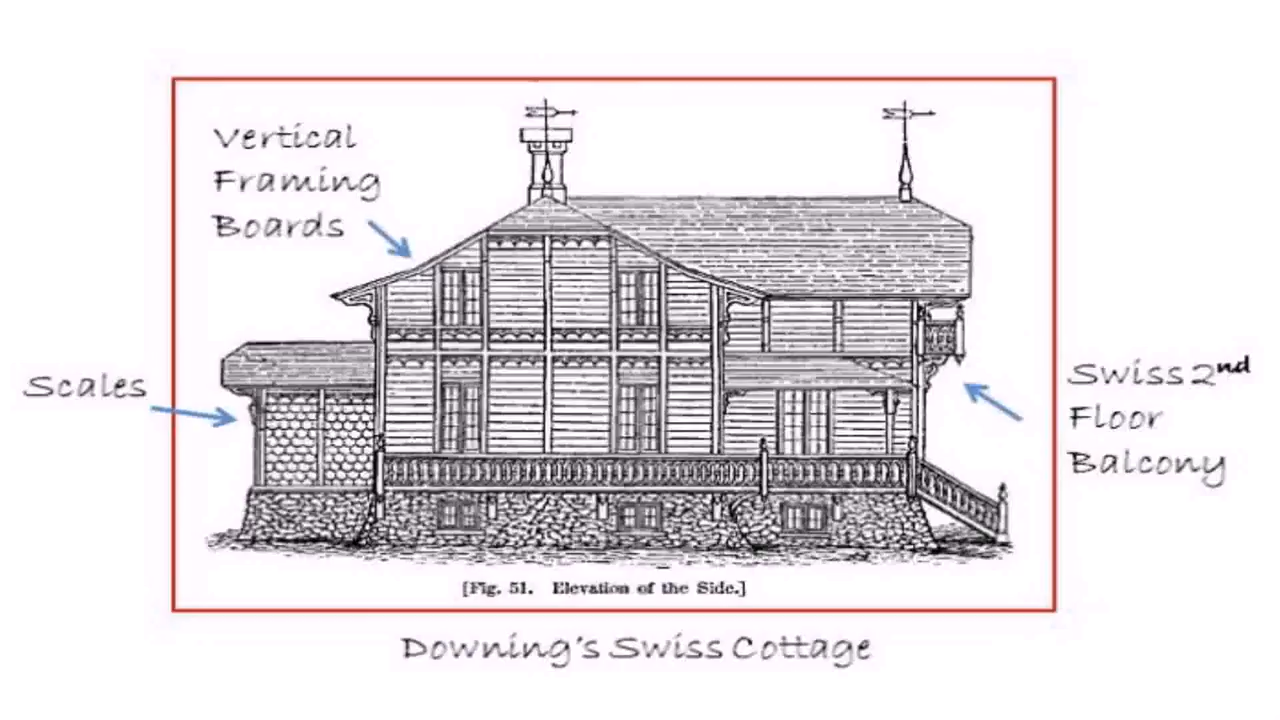 Vertical
Framing
Boards
Scales
Swiss 2nd
Floor
Balcony
[Fig. 51. Elevation of the Side.]
Downing's Swiss Cottage